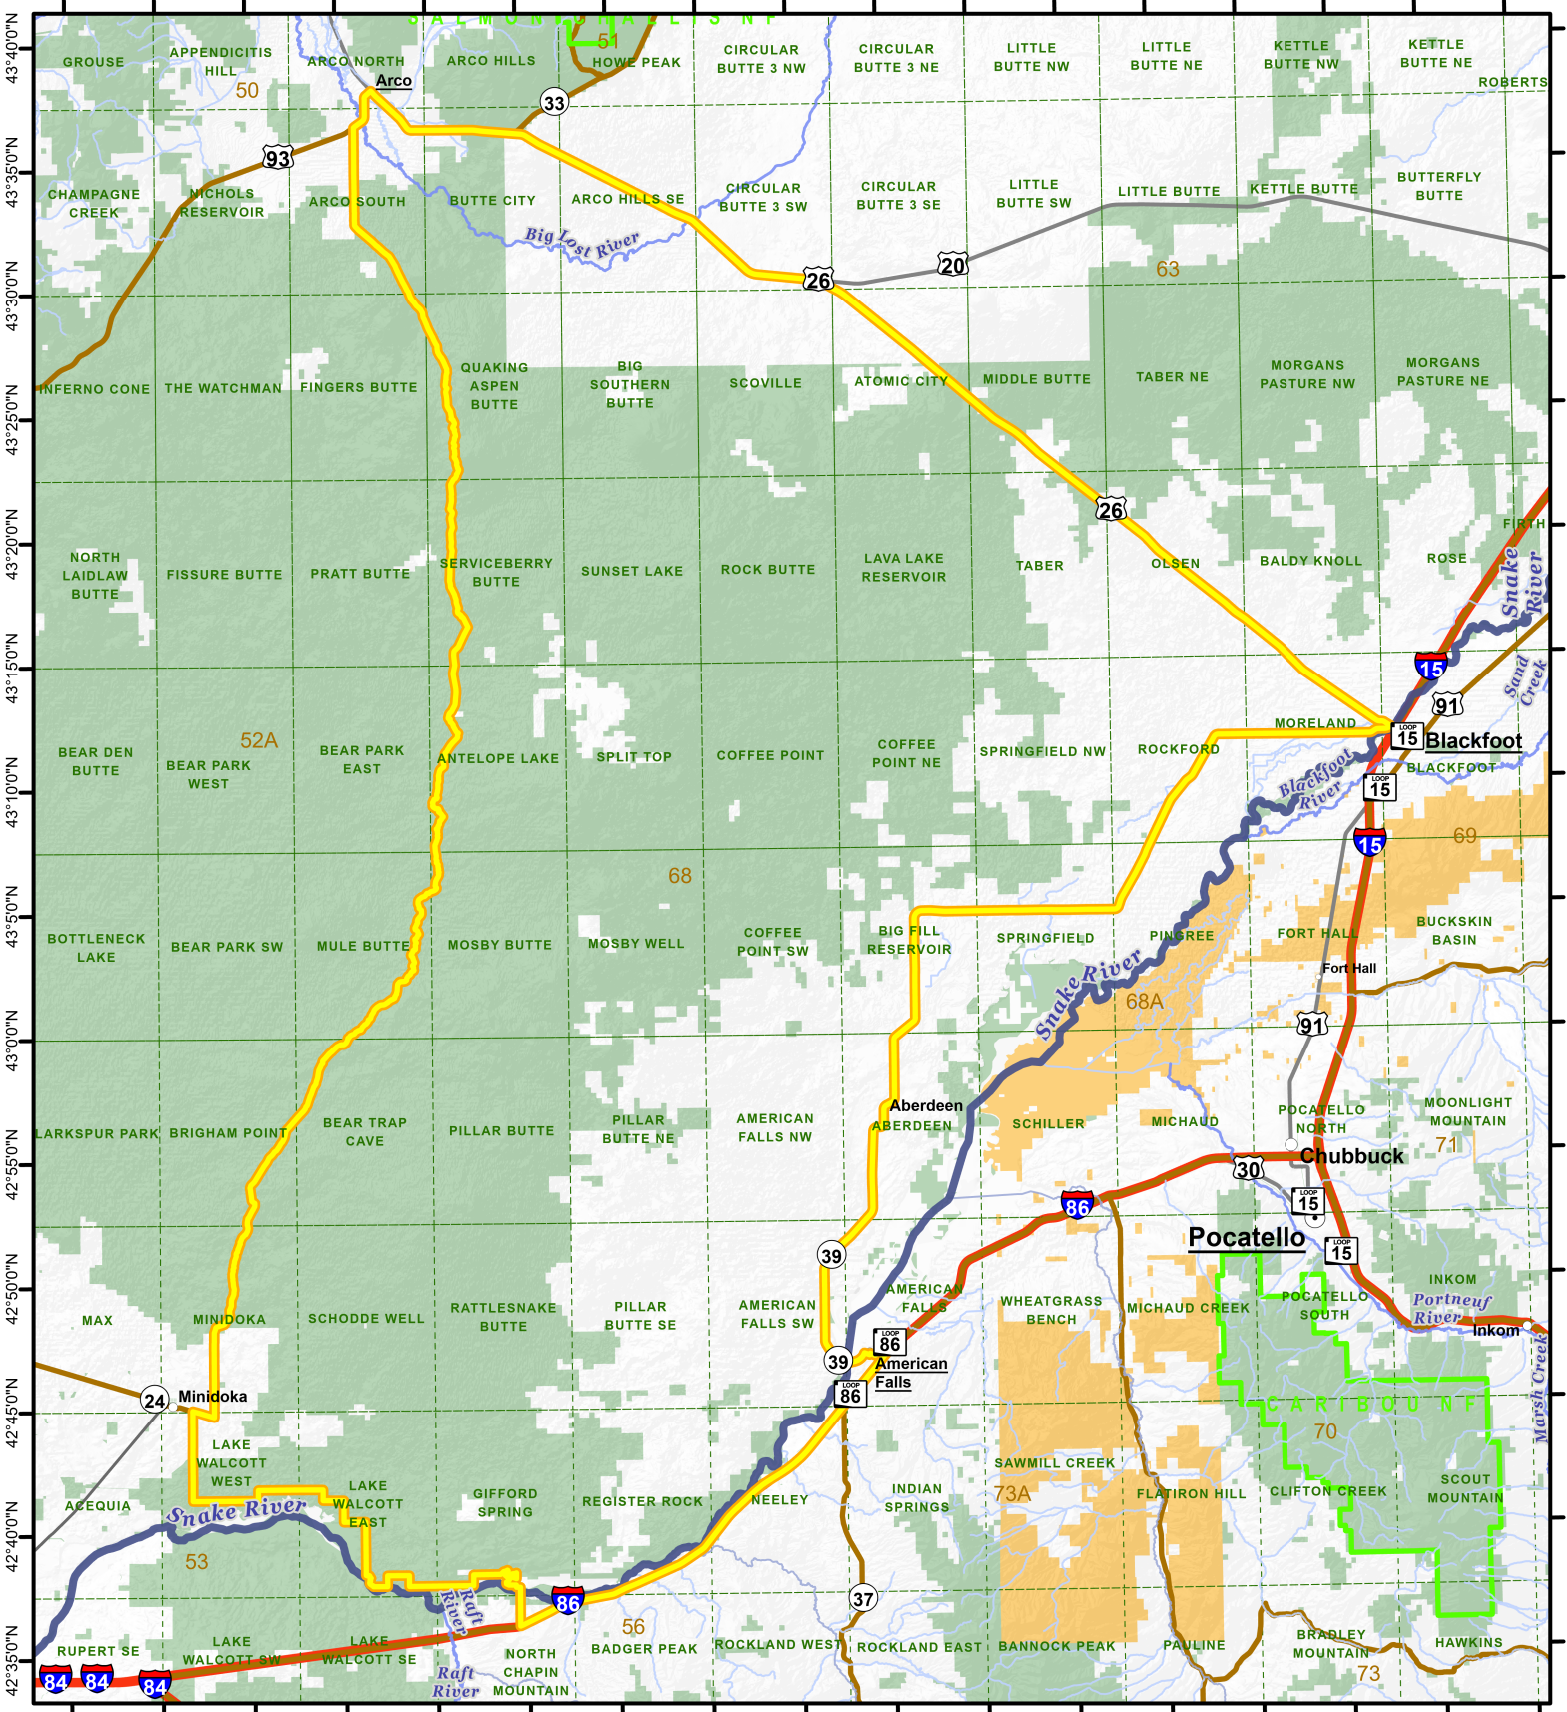 SALMON CHALLIS NF
43°40'0"N
GROUSE
APPENDICITIS
HILL
50
ARCO NORTH
Arco
ARCO HILLS
51
HOWE PEAK
33
CIRCULAR
BUTTE 3 NW
CIRCULAR
BUTTE 3 NE
LITTLE
BUTTE NW
LITTLE
BUTTE NE
KETTLE
BUTTE NW
KETTLE
BUTTE NE
ROBERTS
43°35'0"N
93
CHAMPAGNE
CREEK
NICHOLS
RESERVOIR
ARCO SOUTH
BUTTE CITY
ARCO HILLS SE
CIRCULAR
BUTTE 3 SW
CIRCULAR
BUTTE 3 SE
LITTLE
BUTTE SW
LITTLE BUTTE
KETTLE BUTTE
BUTTERFLY
BUTTE
Big Lost River
26
20
63
43°30'0"N
INFERNO CONE
THE WATCHMAN
FINGERS BUTTE
QUAKING
ASPEN
BUTTE
BIG
SOUTHERN
BUTTE
SCOVILLE
ATOMIC CITY
MIDDLE BUTTE
TABER NE
MORGANS
PASTURE NW
MORGANS
PASTURE NE
43°25'0"N
26
FIRTH
43°20'0"N
NORTH
LAIDLAW
BUTTE
FISSURE BUTTE
PRATT BUTTE
SERVICEBERRY
BUTTE
SUNSET LAKE
ROCK BUTTE
LAVA LAKE
RESERVOIR
TABER
OLSEN
BALDY KNOLL
ROSE
Snake
River
43°15'0"N
15
91
Sand
Creek
52A
BEAR DEN
BUTTE
BEAR PARK
WEST
BEAR PARK
EAST
ANTELOPE LAKE
SPLIT TOP
COFFEE POINT
COFFEE
POINT NE
SPRINGFIELD NW
ROCKFORD
MORELAND
LOOP
15
Blackfoot
BLACKFOOT
Blackfoot
River
LOOP
15
43°10'0"N
15
69
68
43°5'0"N
BOTTLENECK
LAKE
BEAR PARK SW
MULE BUTTE
MOSBY BUTTE
MOSBY WELL
COFFEE
POINT SW
BIG FILL
RESERVOIR
SPRINGFIELD
PINGREE
FORT HALL
BUCKSKIN
BASIN
Fort Hall
Snake River
68A
91
43°0'0"N
LARKSPUR PARK
BRIGHAM POINT
BEAR TRAP
CAVE
PILLAR BUTTE
PILLAR
BUTTE NE
AMERICAN
FALLS NW
Aberdeen
ABERDEEN
SCHILLER
MICHAUD
POCATELLO
NORTH
MOONLIGHT
MOUNTAIN
71
42°55'0"N
Chubbuck
30
86
LOOP
15
Pocatello
LOOP
15
39
42°50'0"N
MAX
MINIDOKA
SCHODDE WELL
RATTLESNAKE
BUTTE
PILLAR
BUTTE SE
AMERICAN
FALLS SW
AMERICAN
FALLS
WHEATGRASS
BENCH
MICHAUD CREEK
POCATELLO
SOUTH
INKOM
Portneuf
River
Inkom
LOOP
86
39
American
Falls
LOOP
86
24
Minidoka
42°45'0"N
CARIBOU NF
70
Marsh Creek
LAKE
WALCOTT
WEST
ACEQUIA
LAKE
WALCOTT
EAST
GIFFORD
SPRING
REGISTER ROCK
NEELEY
INDIAN
SPRINGS
SAWMILL CREEK
73A
FLATIRON HILL
CLIFTON CREEK
SCOUT
MOUNTAIN
Snake River
42°40'0"N
53
Raft
River
86
37
56
42°35'0"N
RUPERT SE
LAKE
WALCOTT SW
LAKE
WALCOTT SE
NORTH
CHAPIN
MOUNTAIN
BADGER PEAK
ROCKLAND WEST
ROCKLAND EAST
BANNOCK PEAK
PAULINE
BRADLEY
MOUNTAIN
HAWKINS
73
Raft
River
84
84
84